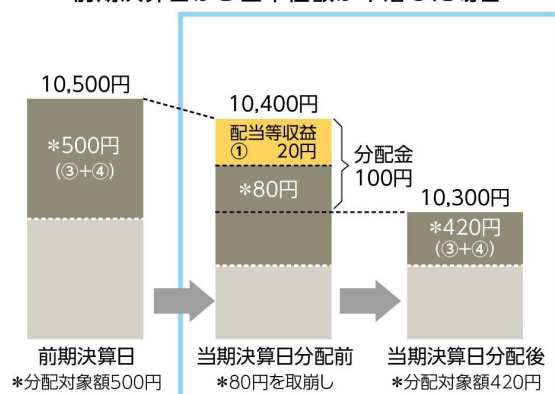 前期決算日から基準価額が下落した場合
10,500円
*500円
(③+④)
前期決算日
*分配対象額500円
10,400円
配当等収益
① 20円
*80円
分配金
100円
当期決算日分配前
*80円を取崩し
10,300円
*420円
(③+④)
当期決算日分配後
*分配対象額420円